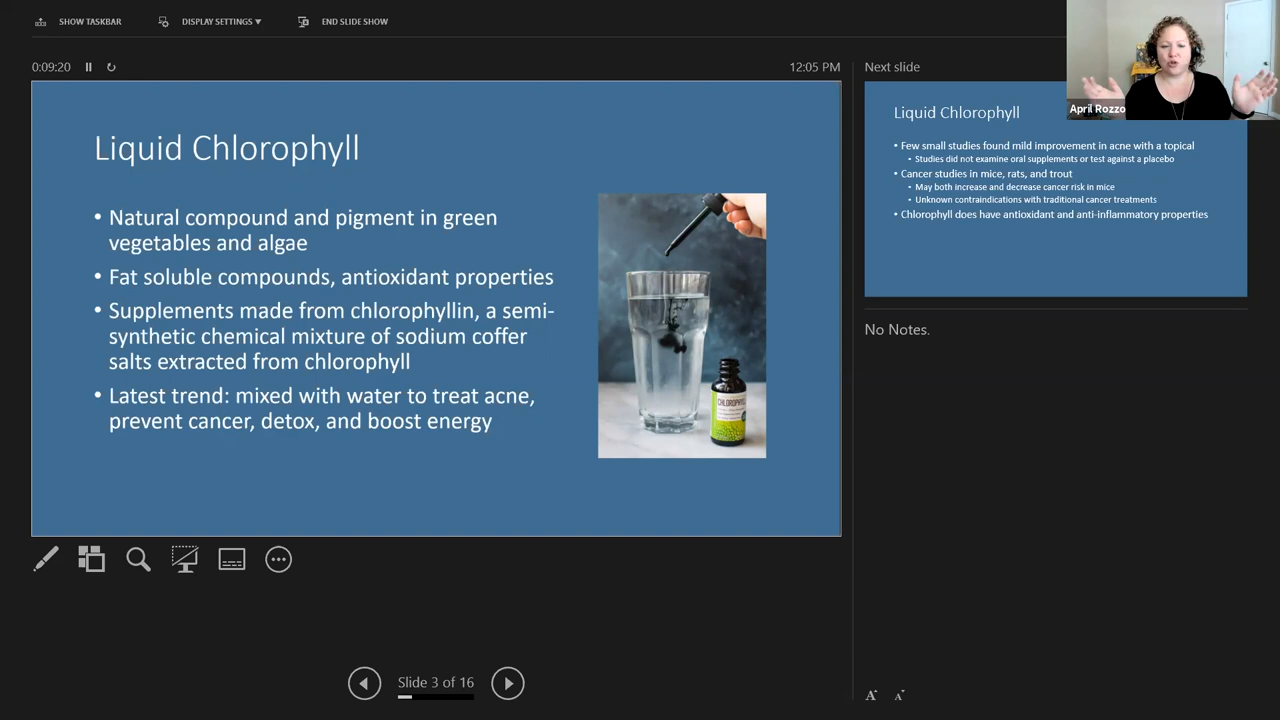 SHOW TASKBAR
DISPLAY SETTINGS ▼
END SLIDE SHOW
0:09:20
12:05 PM
Next slide
April Rozzo
Liquid Chlorophyll
• Natural compound and pigment in green
vegetables and algae
• Fat soluble compounds, antioxidant properties
• Supplements made from chlorophyllin, a semi-
synthetic chemical mixture of sodium coffer
salts extracted from chlorophyll
• Latest trend: mixed with water to treat acne,
prevent cancer, detox, and boost energy
CHLOROPHYLL
Liquid Chlorophyll
• Few small studies found mild improvement in acne with a topical
• Studies did not examine oral supplements or test against a placebo
• Cancer studies in mice, rats, and trout
• May both increase and decrease cancer risk in mice
• Unknown contraindications with traditional cancer treatments
• Chlorophyll does have antioxidant and anti-inflammatory properties
No Notes.
Slide 3 of 16
A
A